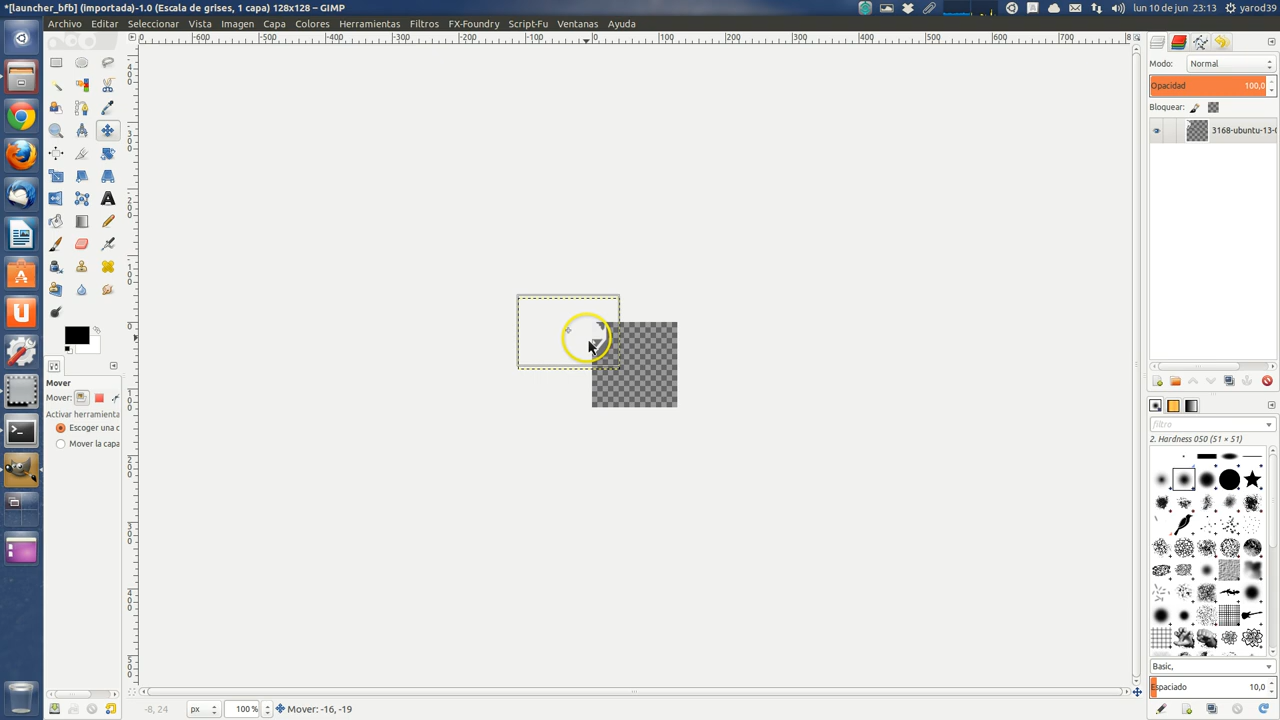 *[launcher_bfb] (Importada)-1.0 (Escala de grises, 1 capa) 128x128 – GIMP
lun 10 de jun 23:13 yarod39
Archivo Editar Seleccionar Vista Imagen Capa Colores Herramientas Filtros FX-Foundry Script-Fu Ventanas Ayuda
-600 -500 -400 -300 -200 -100 0 100 200 300 400 500 600 700 8
Modo: Normal
Opacidad 100,0
Bloquear:
3168-ubuntu-13-0
Mover
Mover:
Activar herramienta
Escoger una c
Mover la capa
filtro
2. Hardness 050 (51 × 51)
Basic,
Espaciado 10,0
-8, 24 px 100 % Mover: -16, -19